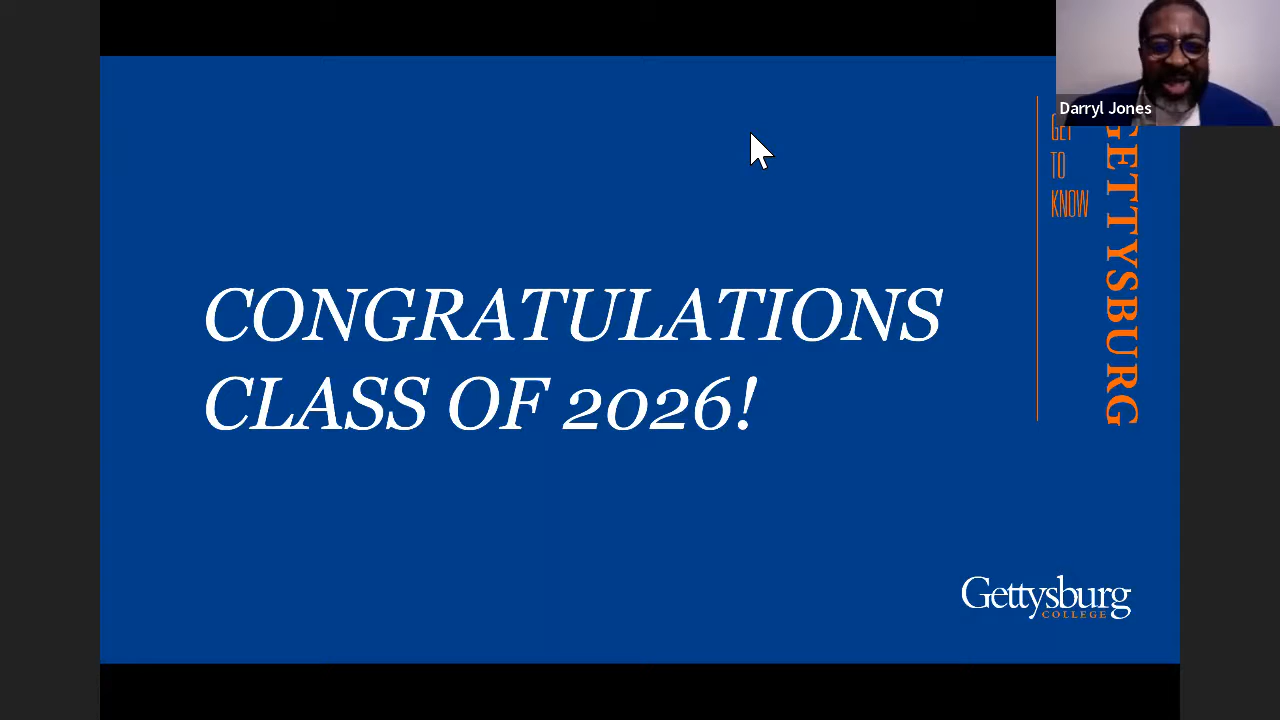 Darryl Jones
GET
TO
KNOW
GETTYSBURG
CONGRATULATIONS
CLASS OF 2026!
Gettysburg
COLLEGE